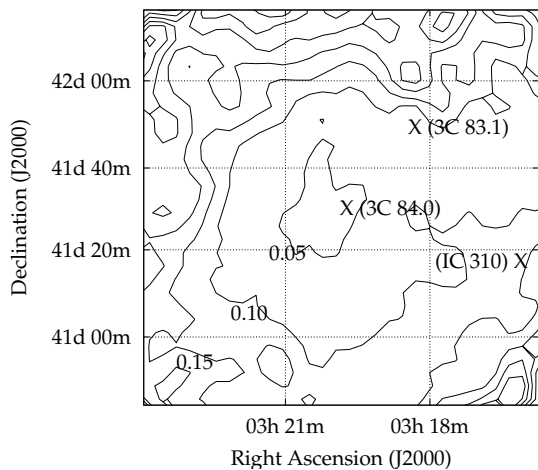 42d 00m
X (3C 83.1)
41d 40m
X (3C 84.0)
Declination (J2000)
41d 20m
0.05
(IC 310) X
0.10
41d 00m
0.15
03h 21m
03h 18m
Right Ascension (J2000)